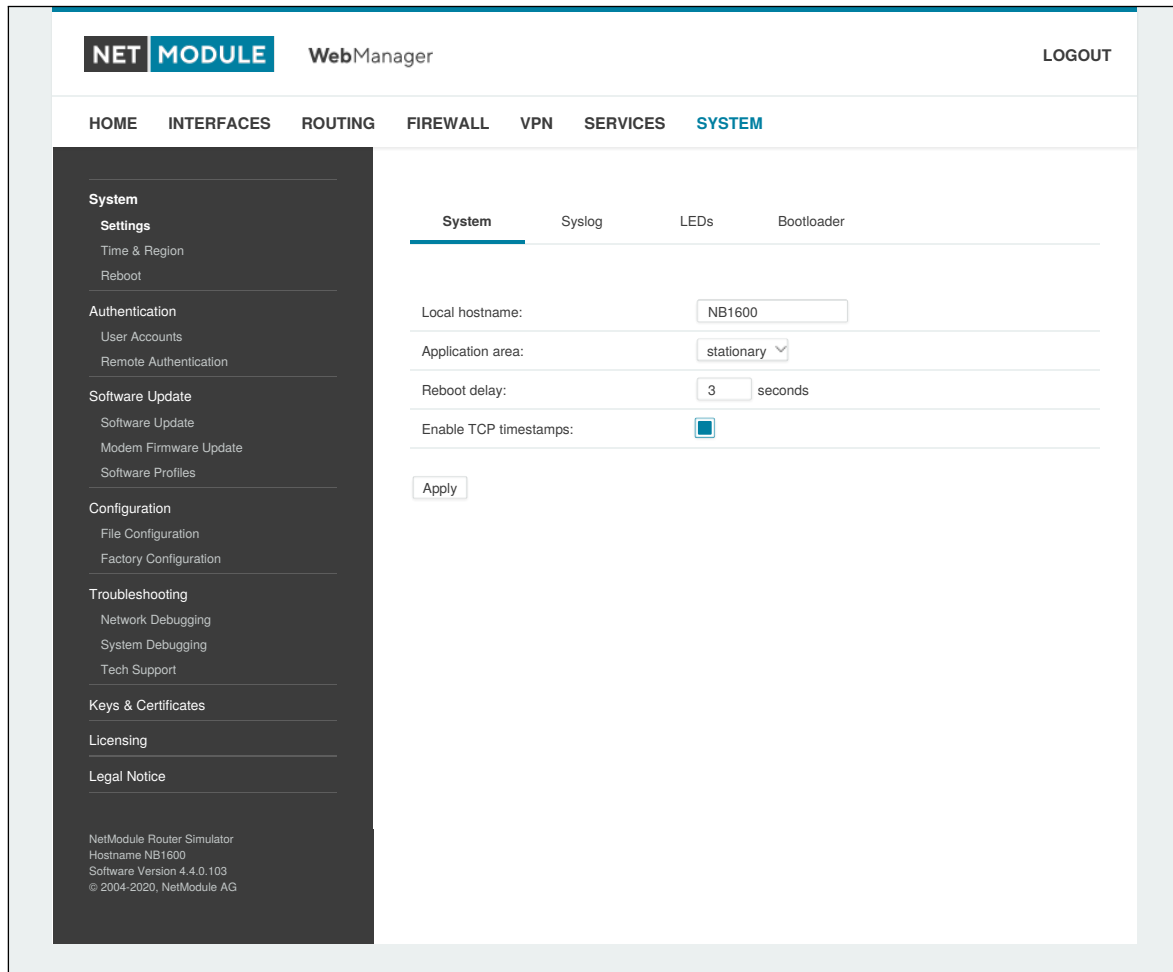 NET MODULE WebManager LOGOUT
HOME INTERFACES ROUTING FIREWALL VPN SERVICES SYSTEM
System
Settings
Time & Region
Reboot
Authentication
User Accounts
Remote Authentication
Software Update
Software Update
Modem Firmware Update
Software Profiles
Configuration
File Configuration
Factory Configuration
Troubleshooting
Network Debugging
System Debugging
Tech Support
Keys & Certificates
Licensing
Legal Notice
NetModule Router Simulator
Hostname NB1600
Software Version 4.4.0.103
© 2004-2020, NetModule AG
System Syslog LEDs Bootloader
Local hostname: NB1600
Application area: stationary
Reboot delay: 3 seconds
Enable TCP timestamps:
Apply